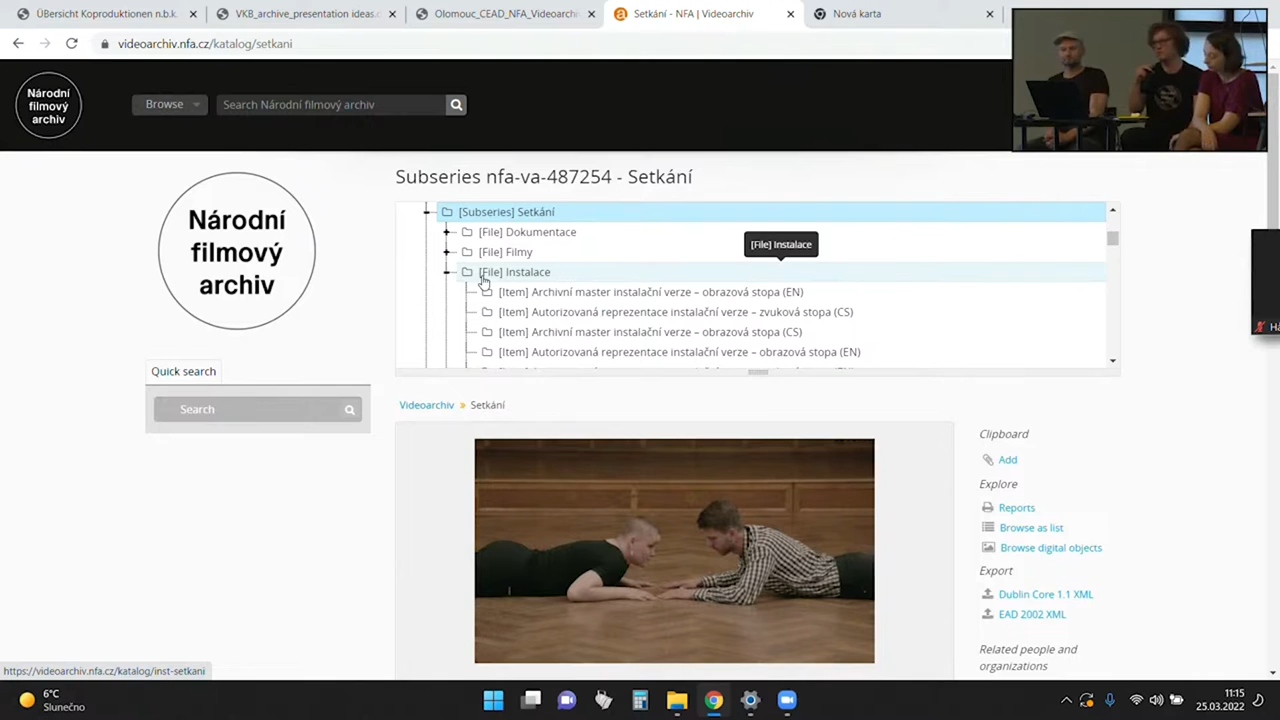 ÜBersicht Koproduktionen n.b.k.
VKB_archive_presentation ideas.d
Olomouc_CEAD_NFA_Videoarchiv
Setkání - NFA | Videoarchiv
Nová karta
videoarchiv.nfa.cz/katalog/setkani
Národní
filmový
archiv
Browse
Search Národní filmový archiv
Národní
filmový
archiv
Quick search
Search
Subseries nfa-va-487254 - Setkání
[Subseries] Setkání
[File] Dokumentace
[File] Filmy
[File] Instalace
[File] Instalace
[Item] Archivní master instalační verze – obrazová stopa (EN)
[Item] Autorizovaná reprezentace instalační verze – zvuková stopa (CS)
[Item] Archivní master instalační verze – obrazová stopa (CS)
[Item] Autorizovaná reprezentace instalační verze – obrazová stopa (EN)
Videoarchiv » Setkání
Clipboard
Add
Explore
Reports
Browse as list
Browse digital objects
Export
Dublin Core 1.1 XML
EAD 2002 XML
Related people and
organizations
https://videoarchiv.nfa.cz/katalog/inst-setkani
6°C
Slunečno
11:15
25.03.2022